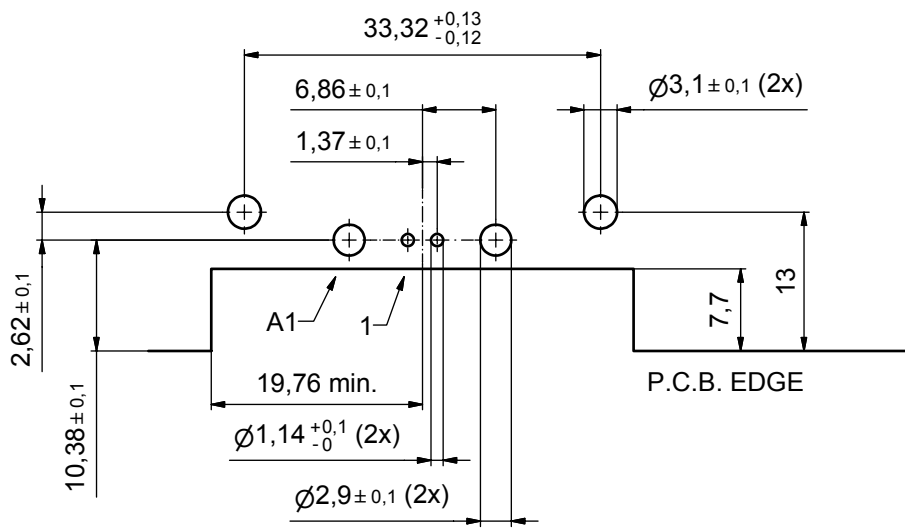 33,32 +0,13 -0,12
6,86 ± 0,1
Ø3,1 ± 0,1 (2x)
1,37 ± 0,1
2,62 ± 0,1
13
7,7
A1
1
10,38 ± 0,1
19,76 min.
P.C.B. EDGE
Ø1,14 +0,1 -0 (2x)
Ø2,9 ± 0,1 (2x)